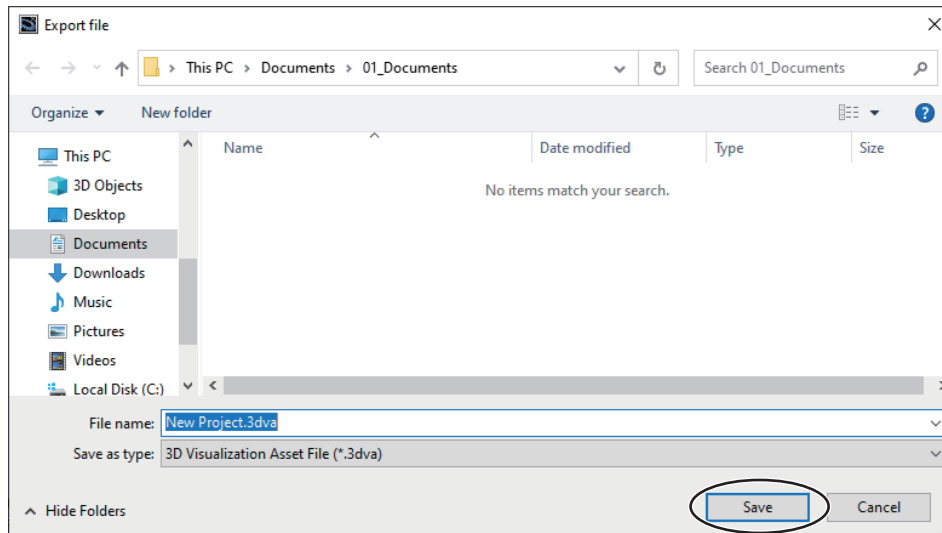 Export file
This PC > Documents > 01_Documents
Search 01_Documents
Organize
New folder
?
Name
Date modified
Type
Size
No items match your search.
This PC
3D Objects
Desktop
Documents
Downloads
Music
Pictures
Videos
Local Disk (C:)
File name: New Project.3dva
Save as type: 3D Visualization Asset File (*.3dva)
Hide Folders
Save
Cancel